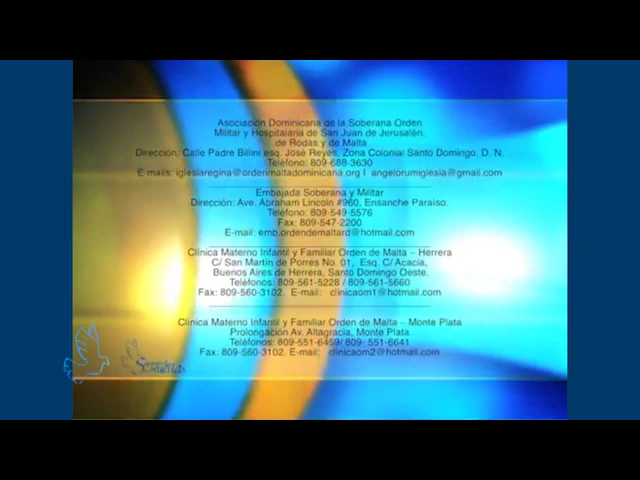 Asociación Dominicana de la Soberana Orden
Militar y Hospitalaria de San Juan de Jerusalén,
de Rodas y de Malta
Dirección: Calle Padre Billini esq. José Reyes, Zona Colonial Santo Domingo, D. N.
Teléfono: 809-688-3630
E-mails: iglesiaregina@ordenmaltadominicana.org I angelorumiglesia@gmail.com
Embajada Soberana y Militar
Dirección: Ave. Abraham Lincoln #960, Ensanche Paraiso.
Teléfono: 809-549-5576
Fax: 809-547-2200
E-mail: emb.ordendemaltard@hotmail.com
Clínica Materno Infantil y Familiar Orden de Malta – Herrera
C/ San Martín de Porres No. 01, Esq. C/ Acacia,
Buenos Aires de Herrera, Santo Domingo Oeste.
Teléfonos: 809-561-5228 / 809-561-5660
Fax: 809-560-3102. E-mail: clinicaom1@hotmail.com
Clínica Materno Infantil y Familiar Orden de Malta – Monte Plata
Prolongación Av. Altagracia, Monte Plata
Teléfonos: 809-551-6459/ 809- 551-6641
Fax: 809-560-3102. E-mail: clinicaom2@hotmail.com